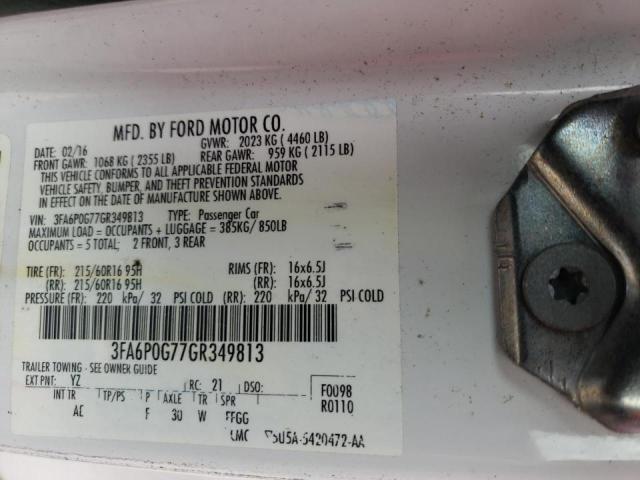 MFD. BY FORD MOTOR CO.
DATE: 02/16 GVWR: 2023 KG ( 4460 LB)
FRONT GAWR: 1068 KG ( 2355 LB) REAR GAWR: 959 KG ( 2115 LB)
THIS VEHICLE CONFORMS TO ALL APPLICABLE FEDERAL MOTOR
VEHICLE SAFETY, BUMPER, AND THEFT PREVENTION STANDARDS
IN EFFECT ON THE DATE OF MANUFACTURE SHOWN ABOVE.
VIN: 3FA6P0G77GR349813 TYPE: Passenger Car
MAXIMUM LOAD = OCCUPANTS + LUGGAGE = 385KG/ 850LB
OCCUPANTS = 5 TOTAL; 2 FRONT, 3 REAR
TIRE (FR): 215/60R16 95H RIMS (FR): 16x6.5J
(RR): 215/60R16 95H (RR): 16x6.5J
PRESSURE (FR): 220 kPa/ 32 PSI COLD (RR): 220 kPa/ 32 PSI COLD
3FA6P0G77GR349813
TRAILER TOWING - SEE OWNER GUIDE
EXT PNT: YZ RC: 21 DSO: F0098
INT TR TP/PS P AXLE TR SPR R0110
AC F 30 W FFGG
UMC 5U5A-5420472-AA